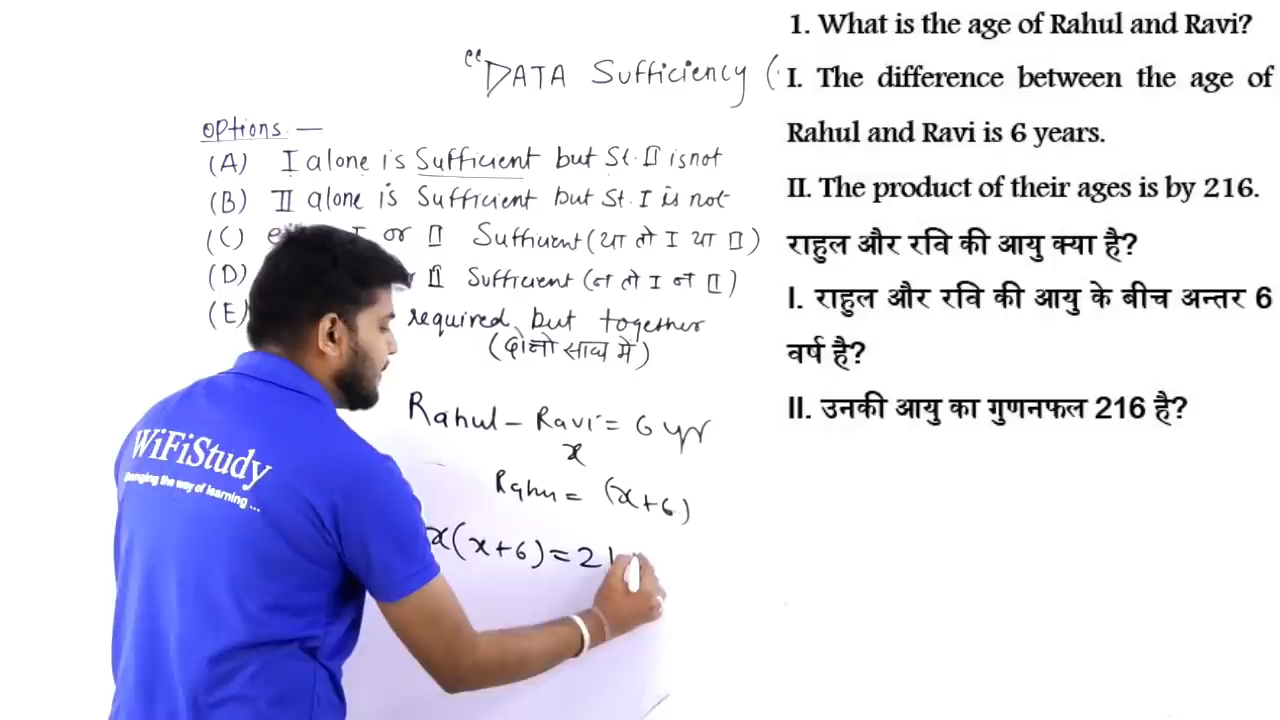 "DATA Sufficiency (
options:—
(A) I alone is Sufficient but St. II is not
(B) II alone is Sufficient but St. I is not
(C) I or II Sufficient (या तो I या II)
(D) II Sufficient (न तो I न II)
(E) required, but together
(दोनो साथ में)
Rahul – Ravi = 6 yr
x
Rahu = (x+6)
x(x+6) = 21
WiFiStudy
Changing the way of learning ...
1. What is the age of Rahul and Ravi?
I. The difference between the age of
Rahul and Ravi is 6 years.
II. The product of their ages is by 216.
राहुल और रवि की आयु क्या है?
I. राहुल और रवि की आयु के बीच अन्तर 6
वर्ष है?
II. उनकी आयु का गुणनफल 216 है?